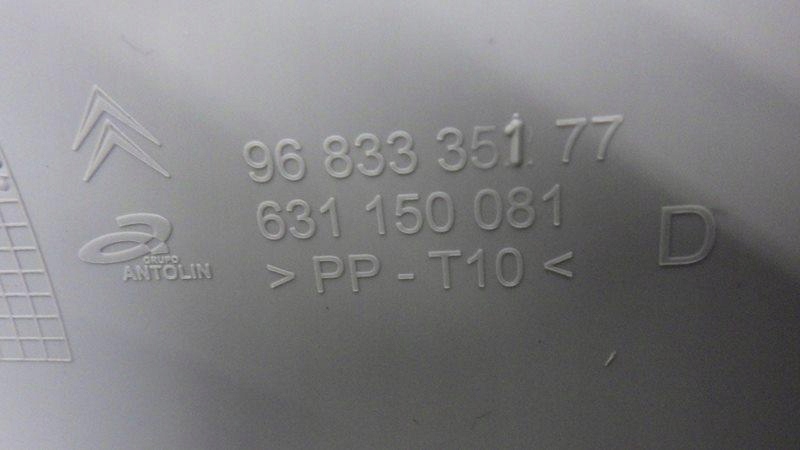 96 833 351 77
631 150 081
> PP - T10 <
D
GRUPO
ANTOLIN